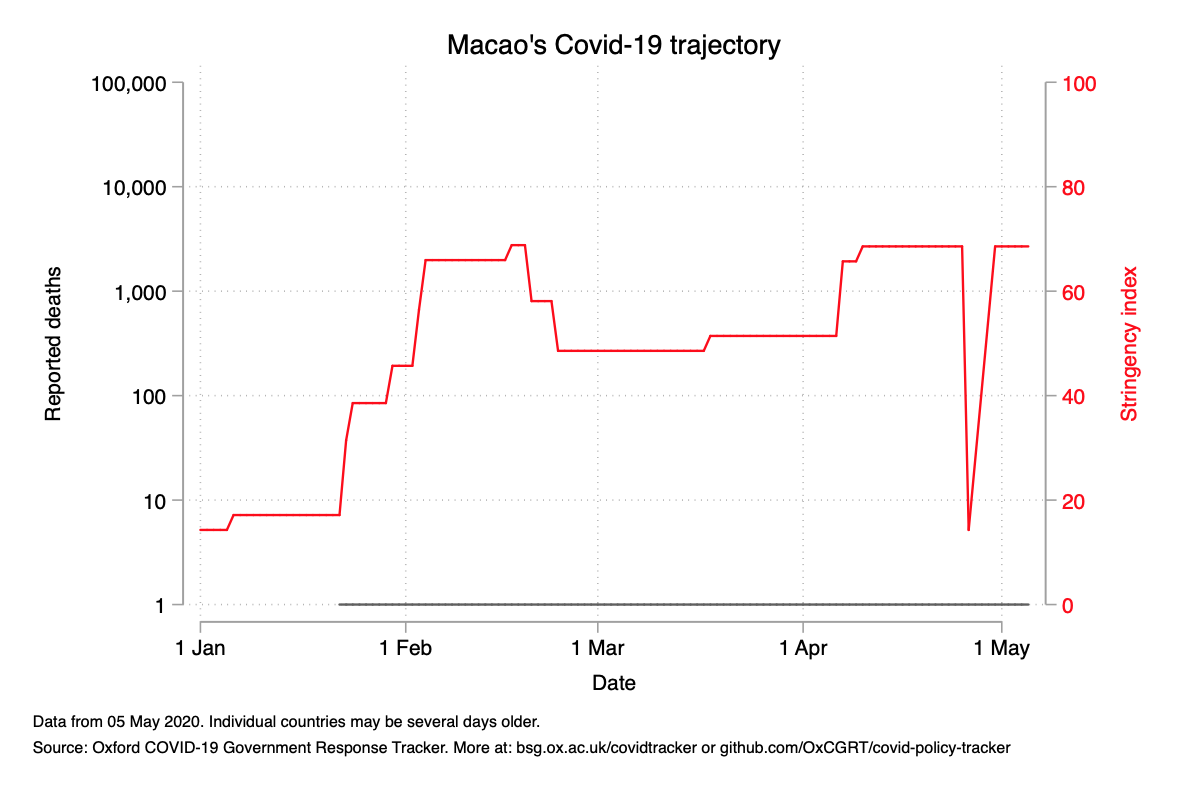 Macao's Covid-19 trajectory
100,000
10,000
1,000
100
10
1
Reported deaths
100
80
60
40
20
0
Stringency index
1 Jan
1 Feb
1 Mar
1 Apr
1 May
Date
Data from 05 May 2020. Individual countries may be several days older.
Source: Oxford COVID-19 Government Response Tracker. More at: bsg.ox.ac.uk/covidtracker or github.com/OxCGRT/covid-policy-tracker